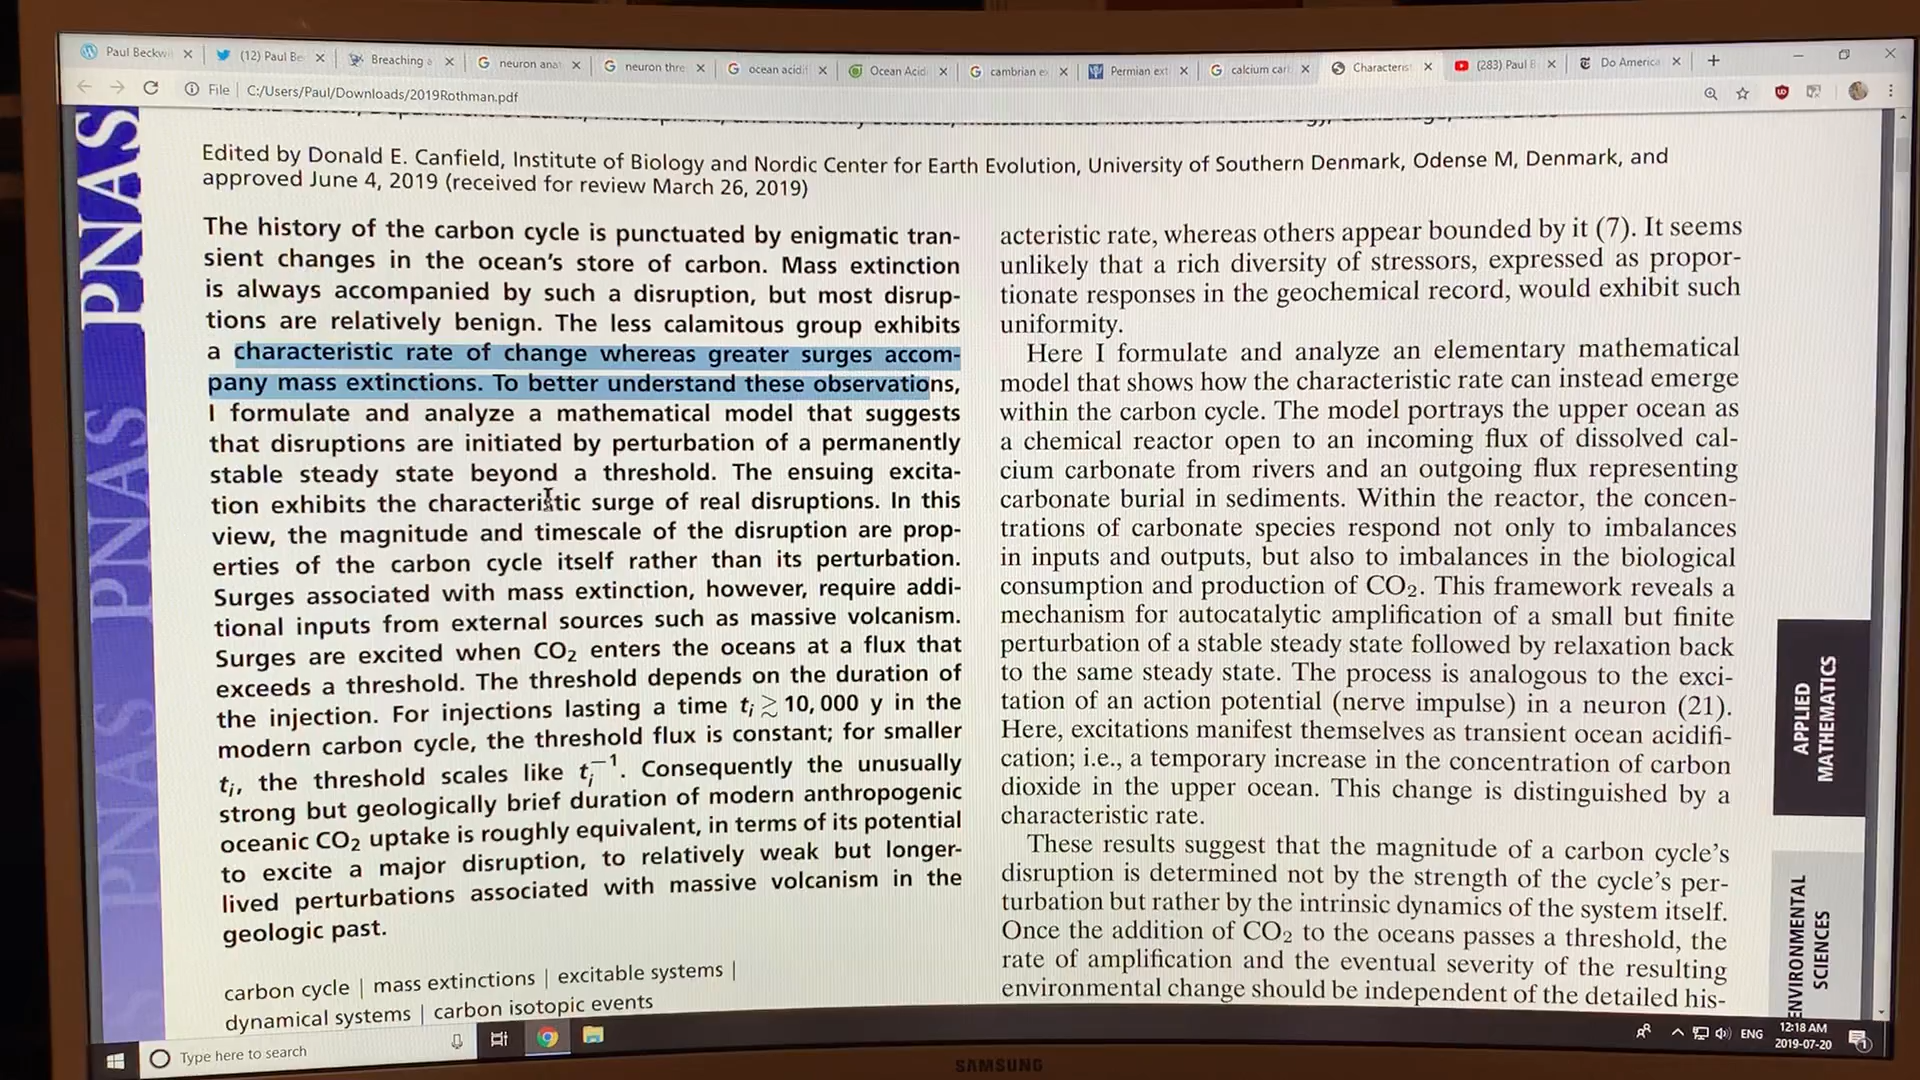 Paul Beckwi
(12) Paul Be
Breaching a
neuron anat
neuron thre
ocean acidif
Ocean Acid
cambrian ex
Permian ext
calcium carb
Characterist
(283) Paul B
Do America
File | C:/Users/Paul/Downloads/2019Rothman.pdf
PNAS
PNAS
PNAS
Edited by Donald E. Canfield, Institute of Biology and Nordic Center for Earth Evolution, University of Southern Denmark, Odense M, Denmark, and
approved June 4, 2019 (received for review March 26, 2019)
The history of the carbon cycle is punctuated by enigmatic tran-
sient changes in the ocean's store of carbon. Mass extinction
is always accompanied by such a disruption, but most disrup-
tions are relatively benign. The less calamitous group exhibits
a characteristic rate of change whereas greater surges accom-
pany mass extinctions. To better understand these observations,
I formulate and analyze a mathematical model that suggests
that disruptions are initiated by perturbation of a permanently
stable steady state beyond a threshold. The ensuing excita-
tion exhibits the characteristic surge of real disruptions. In this
view, the magnitude and timescale of the disruption are prop-
erties of the carbon cycle itself rather than its perturbation.
Surges associated with mass extinction, however, require addi-
tional inputs from external sources such as massive volcanism.
Surges are excited when CO₂ enters the oceans at a flux that
exceeds a threshold. The threshold depends on the duration of
the injection. For injections lasting a time tᵢ ≳ 10,000 y in the
modern carbon cycle, the threshold flux is constant; for smaller
tᵢ, the threshold scales like tᵢ⁻¹. Consequently the unusually
strong but geologically brief duration of modern anthropogenic
oceanic CO₂ uptake is roughly equivalent, in terms of its potential
to excite a major disruption, to relatively weak but longer-
lived perturbations associated with massive volcanism in the
geologic past.
carbon cycle | mass extinctions | excitable systems |
dynamical systems | carbon isotopic events
acteristic rate, whereas others appear bounded by it (7). It seems
unlikely that a rich diversity of stressors, expressed as propor-
tionate responses in the geochemical record, would exhibit such
uniformity.
Here I formulate and analyze an elementary mathematical
model that shows how the characteristic rate can instead emerge
within the carbon cycle. The model portrays the upper ocean as
a chemical reactor open to an incoming flux of dissolved cal-
cium carbonate from rivers and an outgoing flux representing
carbonate burial in sediments. Within the reactor, the concen-
trations of carbonate species respond not only to imbalances
in inputs and outputs, but also to imbalances in the biological
consumption and production of CO₂. This framework reveals a
mechanism for autocatalytic amplification of a small but finite
perturbation of a stable steady state followed by relaxation back
to the same steady state. The process is analogous to the exci-
tation of an action potential (nerve impulse) in a neuron (21).
Here, excitations manifest themselves as transient ocean acidifi-
cation; i.e., a temporary increase in the concentration of carbon
dioxide in the upper ocean. This change is distinguished by a
characteristic rate.
These results suggest that the magnitude of a carbon cycle's
disruption is determined not by the strength of the cycle's per-
turbation but rather by the intrinsic dynamics of the system itself.
Once the addition of CO₂ to the oceans passes a threshold, the
rate of amplification and the eventual severity of the resulting
environmental change should be independent of the detailed his-
APPLIED
MATHEMATICS
ENVIRONMENTAL
SCIENCES
Type here to search
ENG
12:18 AM
2019-07-20
SAMSUNG